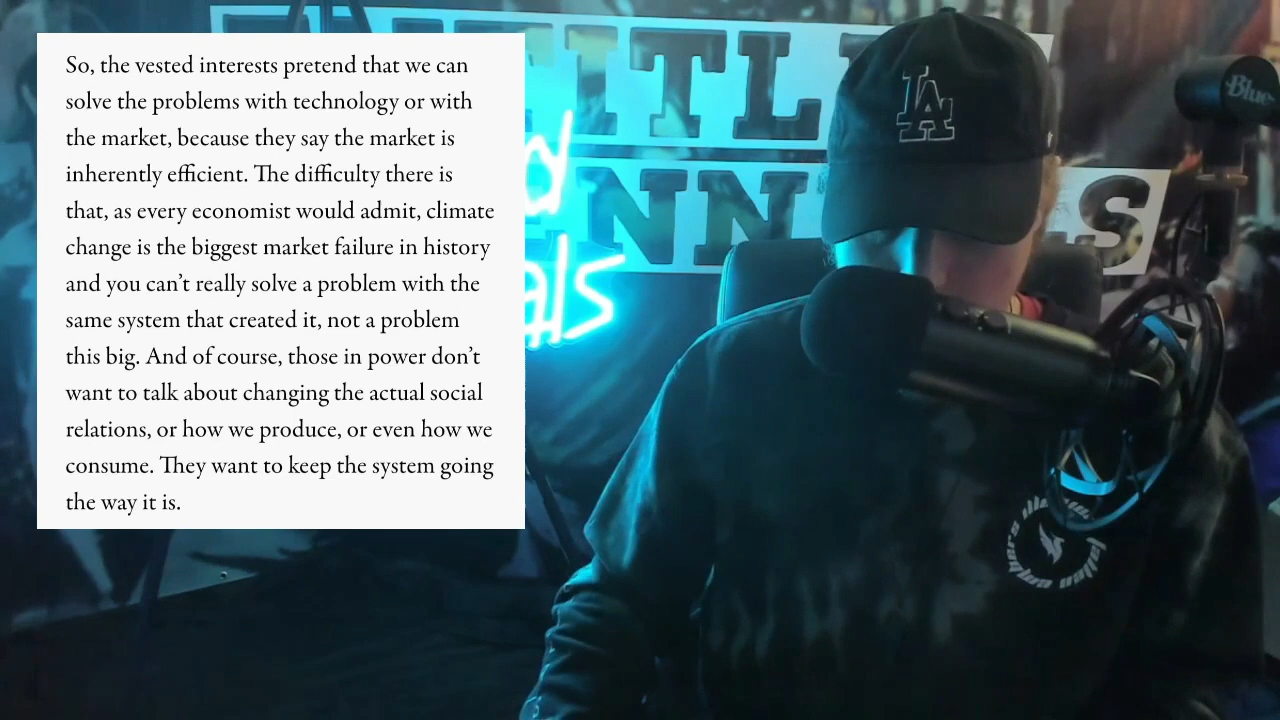 So, the vested interests pretend that we can
solve the problems with technology or with
the market, because they say the market is
inherently efficient. The difficulty there is
that, as every economist would admit, climate
change is the biggest market failure in history
and you can’t really solve a problem with the
same system that created it, not a problem
this big. And of course, those in power don’t
want to talk about changing the actual social
relations, or how we produce, or even how we
consume. They want to keep the system going
the way it is.
LA
Blue